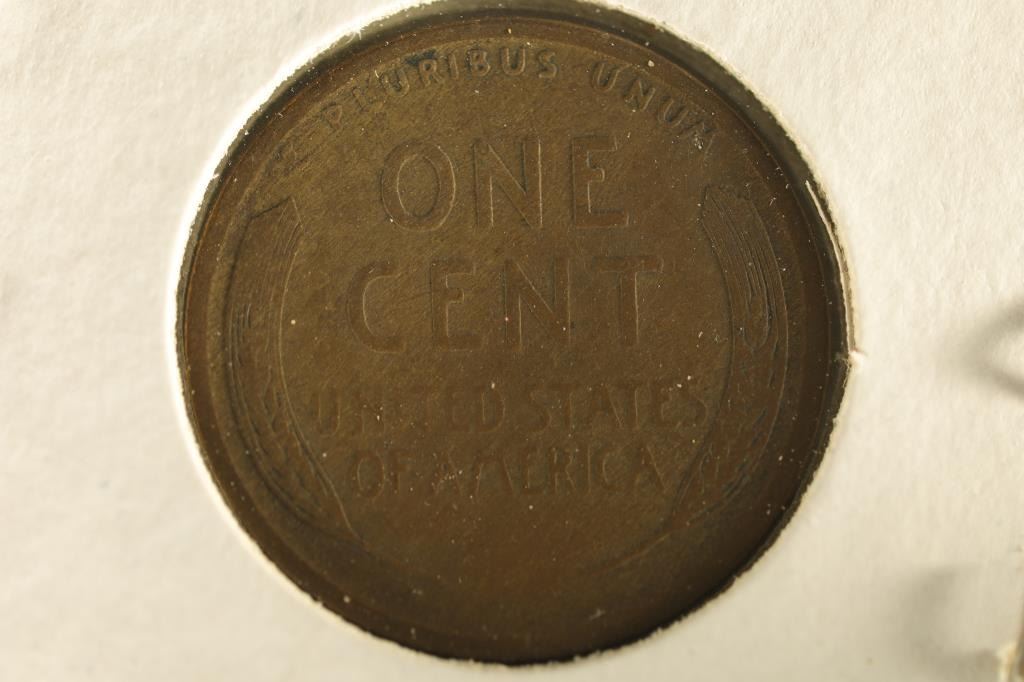 PLURIBUS UNUM
ONE
CENT
UNITED STATES
OF AMERICA